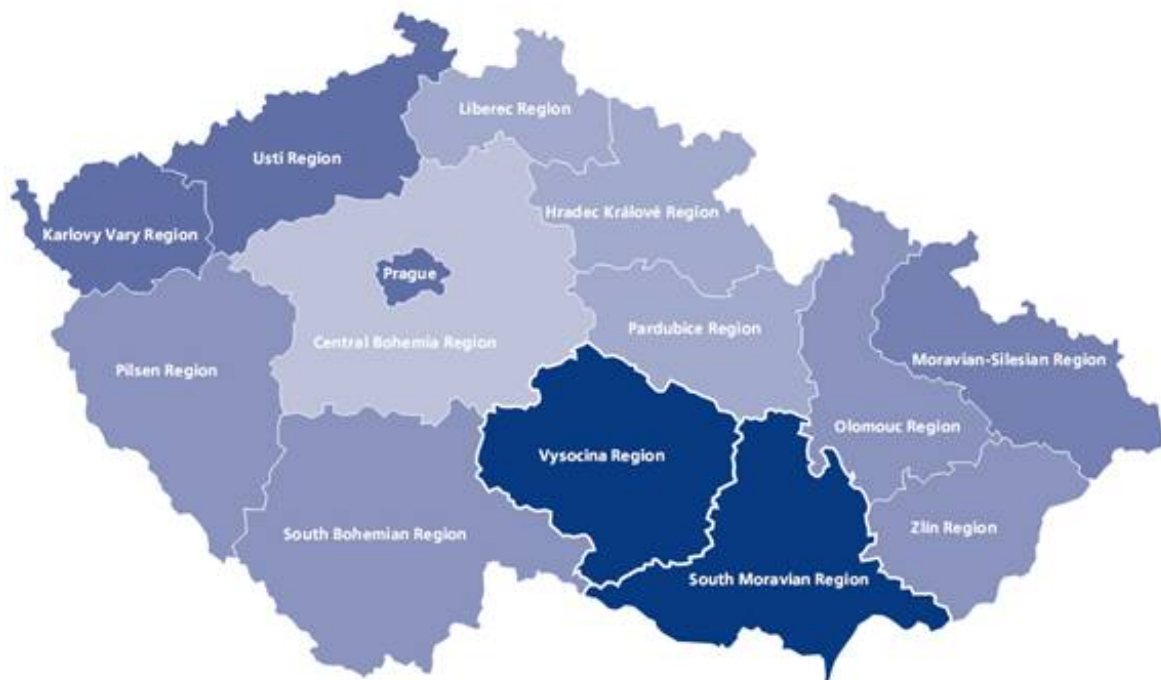 Liberec Region
Usti Region
Hradec Králové Region
Karlovy Vary Region
Prague
Pardubice Region
Central Bohemia Region
Moravian-Silesian Region
Pilsen Region
Olomouc Region
Vysocina Region
Zlín Region
South Bohemian Region
South Moravian Region